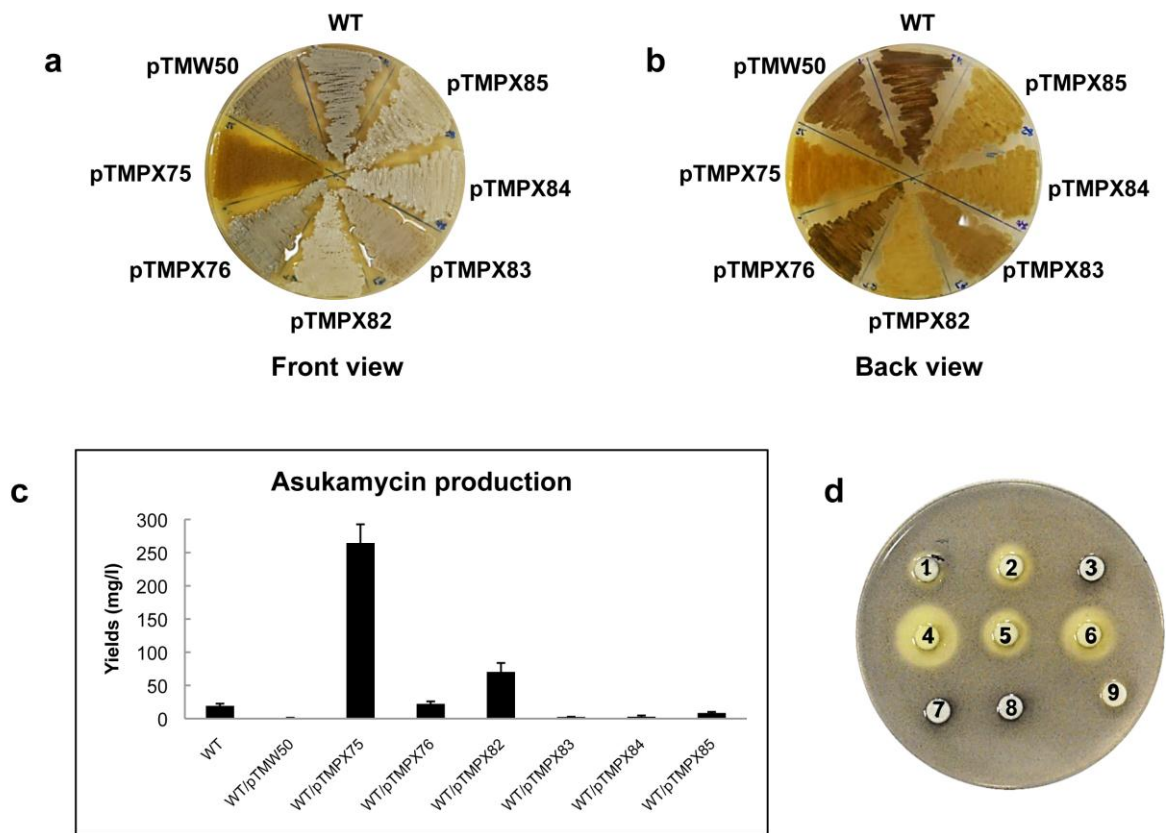 a
WT
pTMW50
pTMPX85
pTMPX75
pTMPX84
pTMPX76
pTMPX83
pTMPX82
Front view
b
WT
pTMW50
pTMPX85
pTMPX75
pTMPX84
pTMPX76
pTMPX83
pTMPX82
Back view
c
Asukamycin production
Yields (mg/l)
300
250
200
150
100
50
0
WT
WT/pTMW50
WT/pTMPX75
WT/pTMPX76
WT/pTMPX82
WT/pTMPX83
WT/pTMPX84
WT/pTMPX85
d
1 2 3
4 5 6
7 8 9